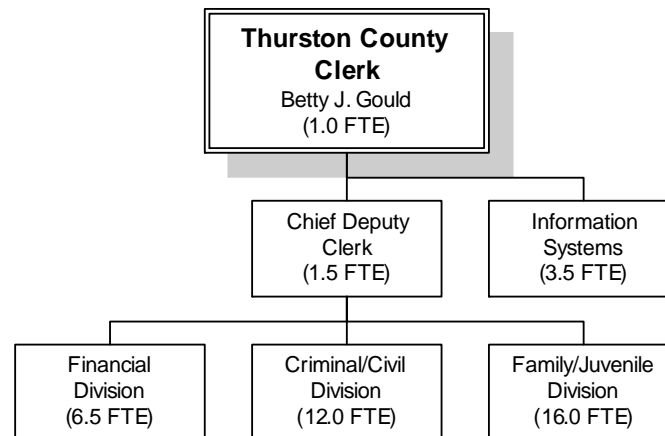 Thurston County
Clerk
Betty J. Gould
(1.0 FTE)
Chief Deputy
Clerk
(1.5 FTE)
Information
Systems
(3.5 FTE)
Financial
Division
(6.5 FTE)
Criminal/Civil
Division
(12.0 FTE)
Family/Juvenile
Division
(16.0 FTE)